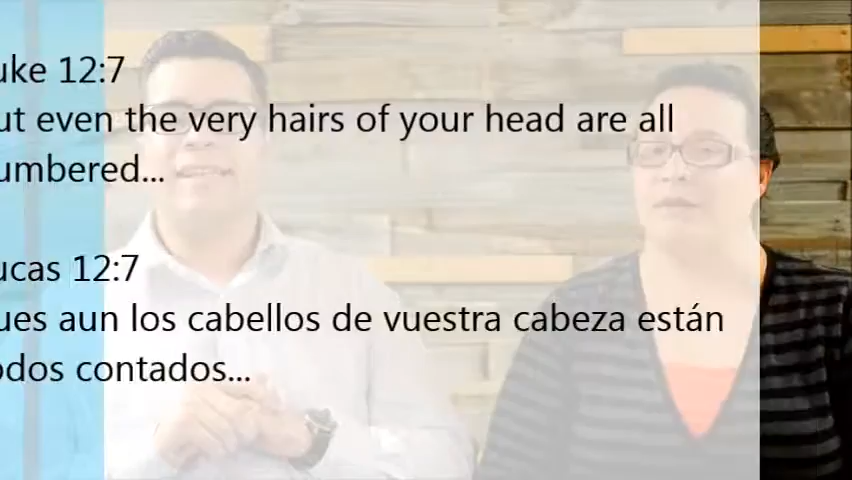 uke 12:7
ut even the very hairs of your head are all
umbered...
ucas 12:7
ues aun los cabellos de vuestra cabeza están
odos contados...